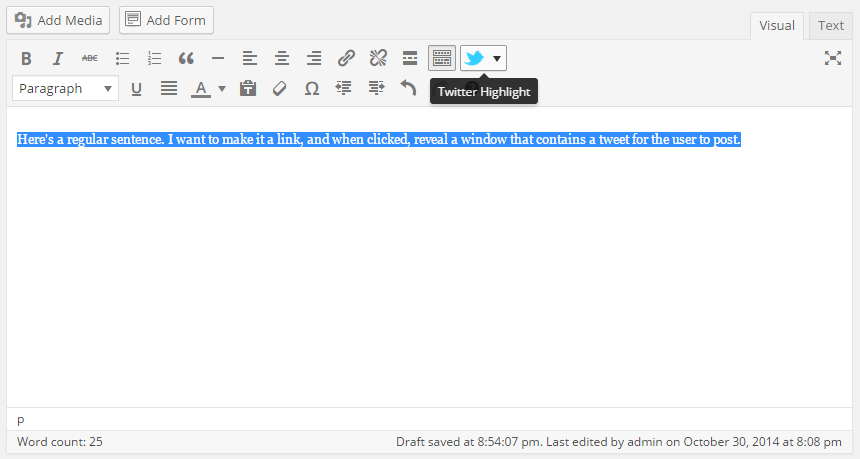 Add Media Add Form
Visual Text
B I ABC
Paragraph U A Ω
Twitter Highlight
Here's a regular sentence. I want to make it a link, and when clicked, reveal a window that contains a tweet for the user to post.
p
Word count: 25 Draft saved at 8:54:07 pm. Last edited by admin on October 30, 2014 at 8:08 pm